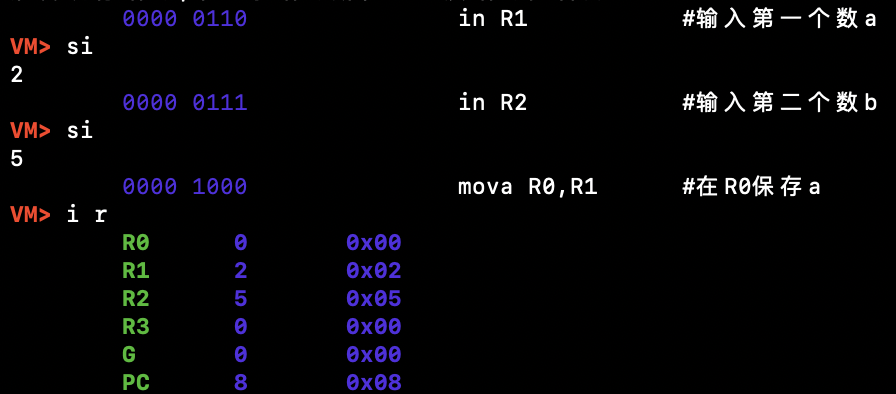 0000 0110 in R1 #输入第一个数a
VM> si
2
0000 0111 in R2 #输入第二个数b
VM> si
5
0000 1000 mova R0,R1 #在R0保存a
VM> i r
R0 0 0x00
R1 2 0x02
R2 5 0x05
R3 0 0x00
G 0 0x00
PC 8 0x08